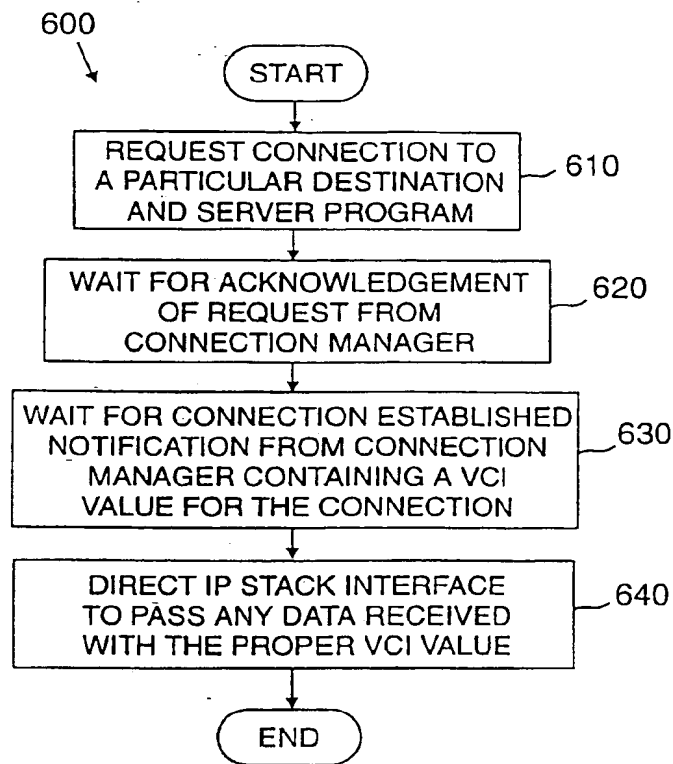 600
START
REQUEST CONNECTION TO
A PARTICULAR DESTINATION
AND SERVER PROGRAM
610
WAIT FOR ACKNOWLEDGEMENT
OF REQUEST FROM
CONNECTION MANAGER
620
WAIT FOR CONNECTION ESTABLISHED
NOTIFICATION FROM CONNECTION
MANAGER CONTAINING A VCI
VALUE FOR THE CONNECTION
630
DIRECT IP STACK INTERFACE
TO PASS ANY DATA RECEIVED
WITH THE PROPER VCI VALUE
640
END